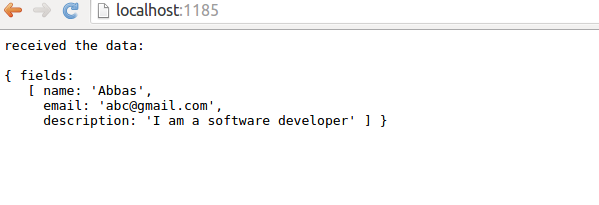 localhost:1185
received the data:
{ fields:
[ name: 'Abbas',
email: 'abc@gmail.com',
description: 'I am a software developer' ] }